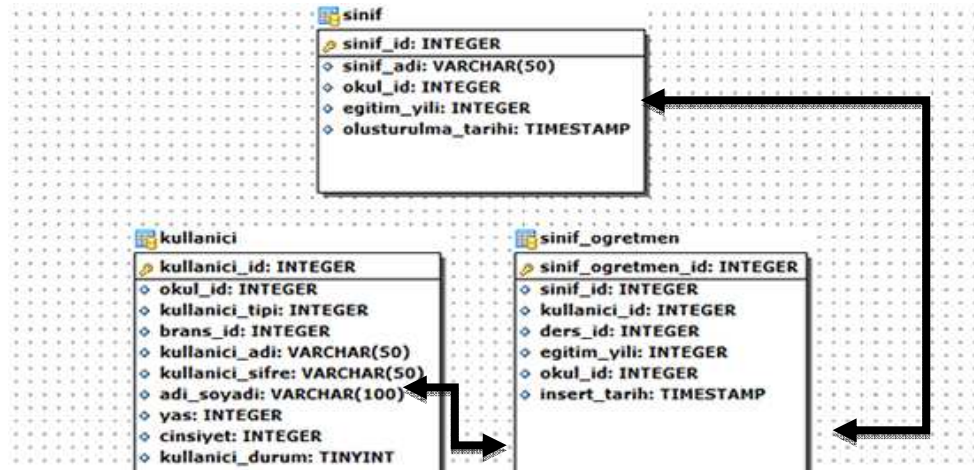 sinif
sinif_id: INTEGER
sinif_adi: VARCHAR(50)
okul_id: INTEGER
egitim_yili: INTEGER
olusturulma_tarihi: TIMESTAMP
kullanici
kullanici_id: INTEGER
okul_id: INTEGER
kullanici_tipi: INTEGER
brans_id: INTEGER
kullanici_adi: VARCHAR(50)
kullanici_sifre: VARCHAR(50)
adi_soyadi: VARCHAR(100)
yas: INTEGER
cinsiyet: INTEGER
kullanici_durum: TINYINT
sinif_ogretmen
sinif_ogretmen_id: INTEGER
sinif_id: INTEGER
kullanici_id: INTEGER
ders_id: INTEGER
egitim_yili: INTEGER
okul_id: INTEGER
insert_tarih: TIMESTAMP